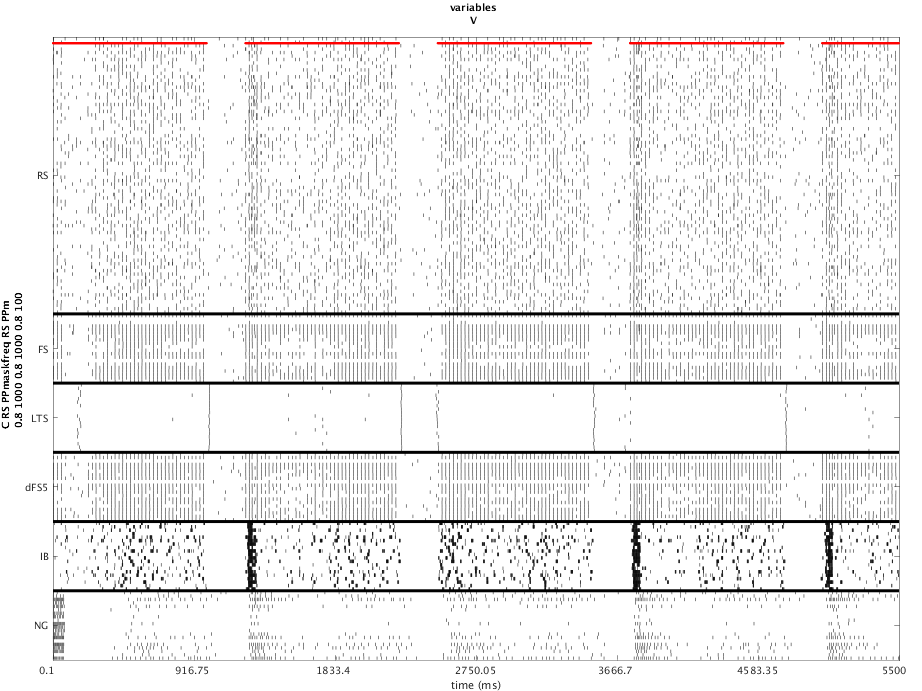 variables
V
C RS PPmaskfreq RS PPm
0.8 1000 0.8 1000 0.8 100
RS
FS
LTS
dFS5
IB
NG
0.1 916.75 1833.4 2750.05 3666.7 4583.35 5500
time (ms)